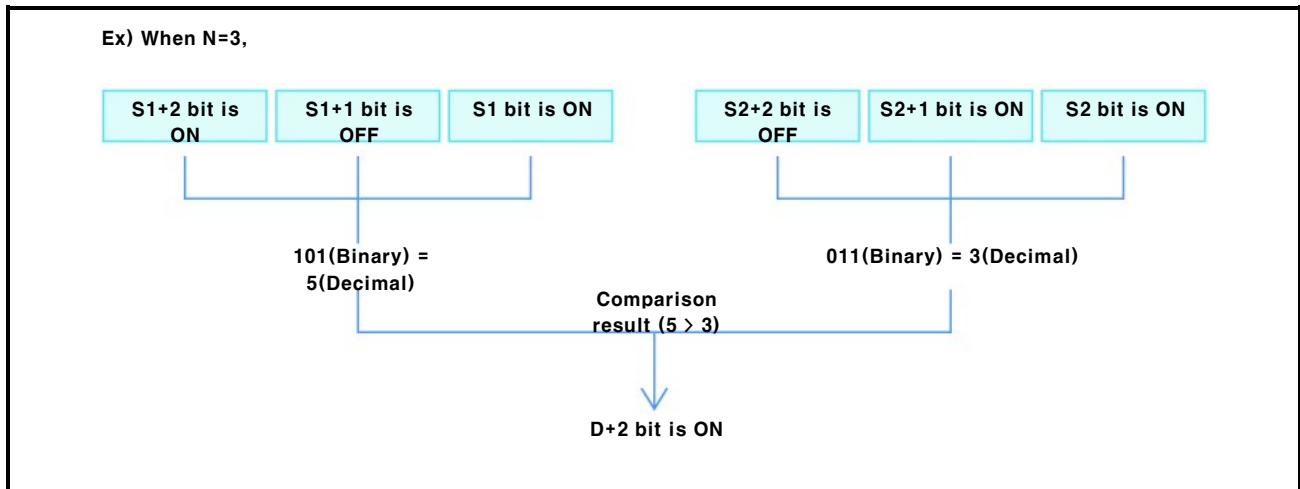 Ex) When N=3,
S1+2 bit is
ON
S1+1 bit is
OFF
S1 bit is ON
S2+2 bit is
OFF
S2+1 bit is ON
S2 bit is ON
101(Binary) =
5(Decimal)
011(Binary) = 3(Decimal)
Comparison
result (5 > 3)
D+2 bit is ON